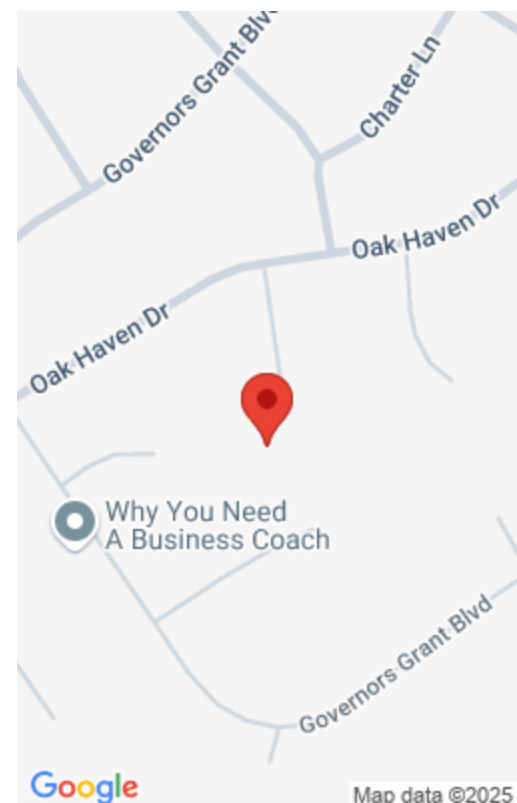 Governors Grant Blvd
Charter Ln
Oak Haven Dr
Oak Haven Dr
Why You Need
A Business Coach
Governors Grant Blvd
Google
Map data ©2025